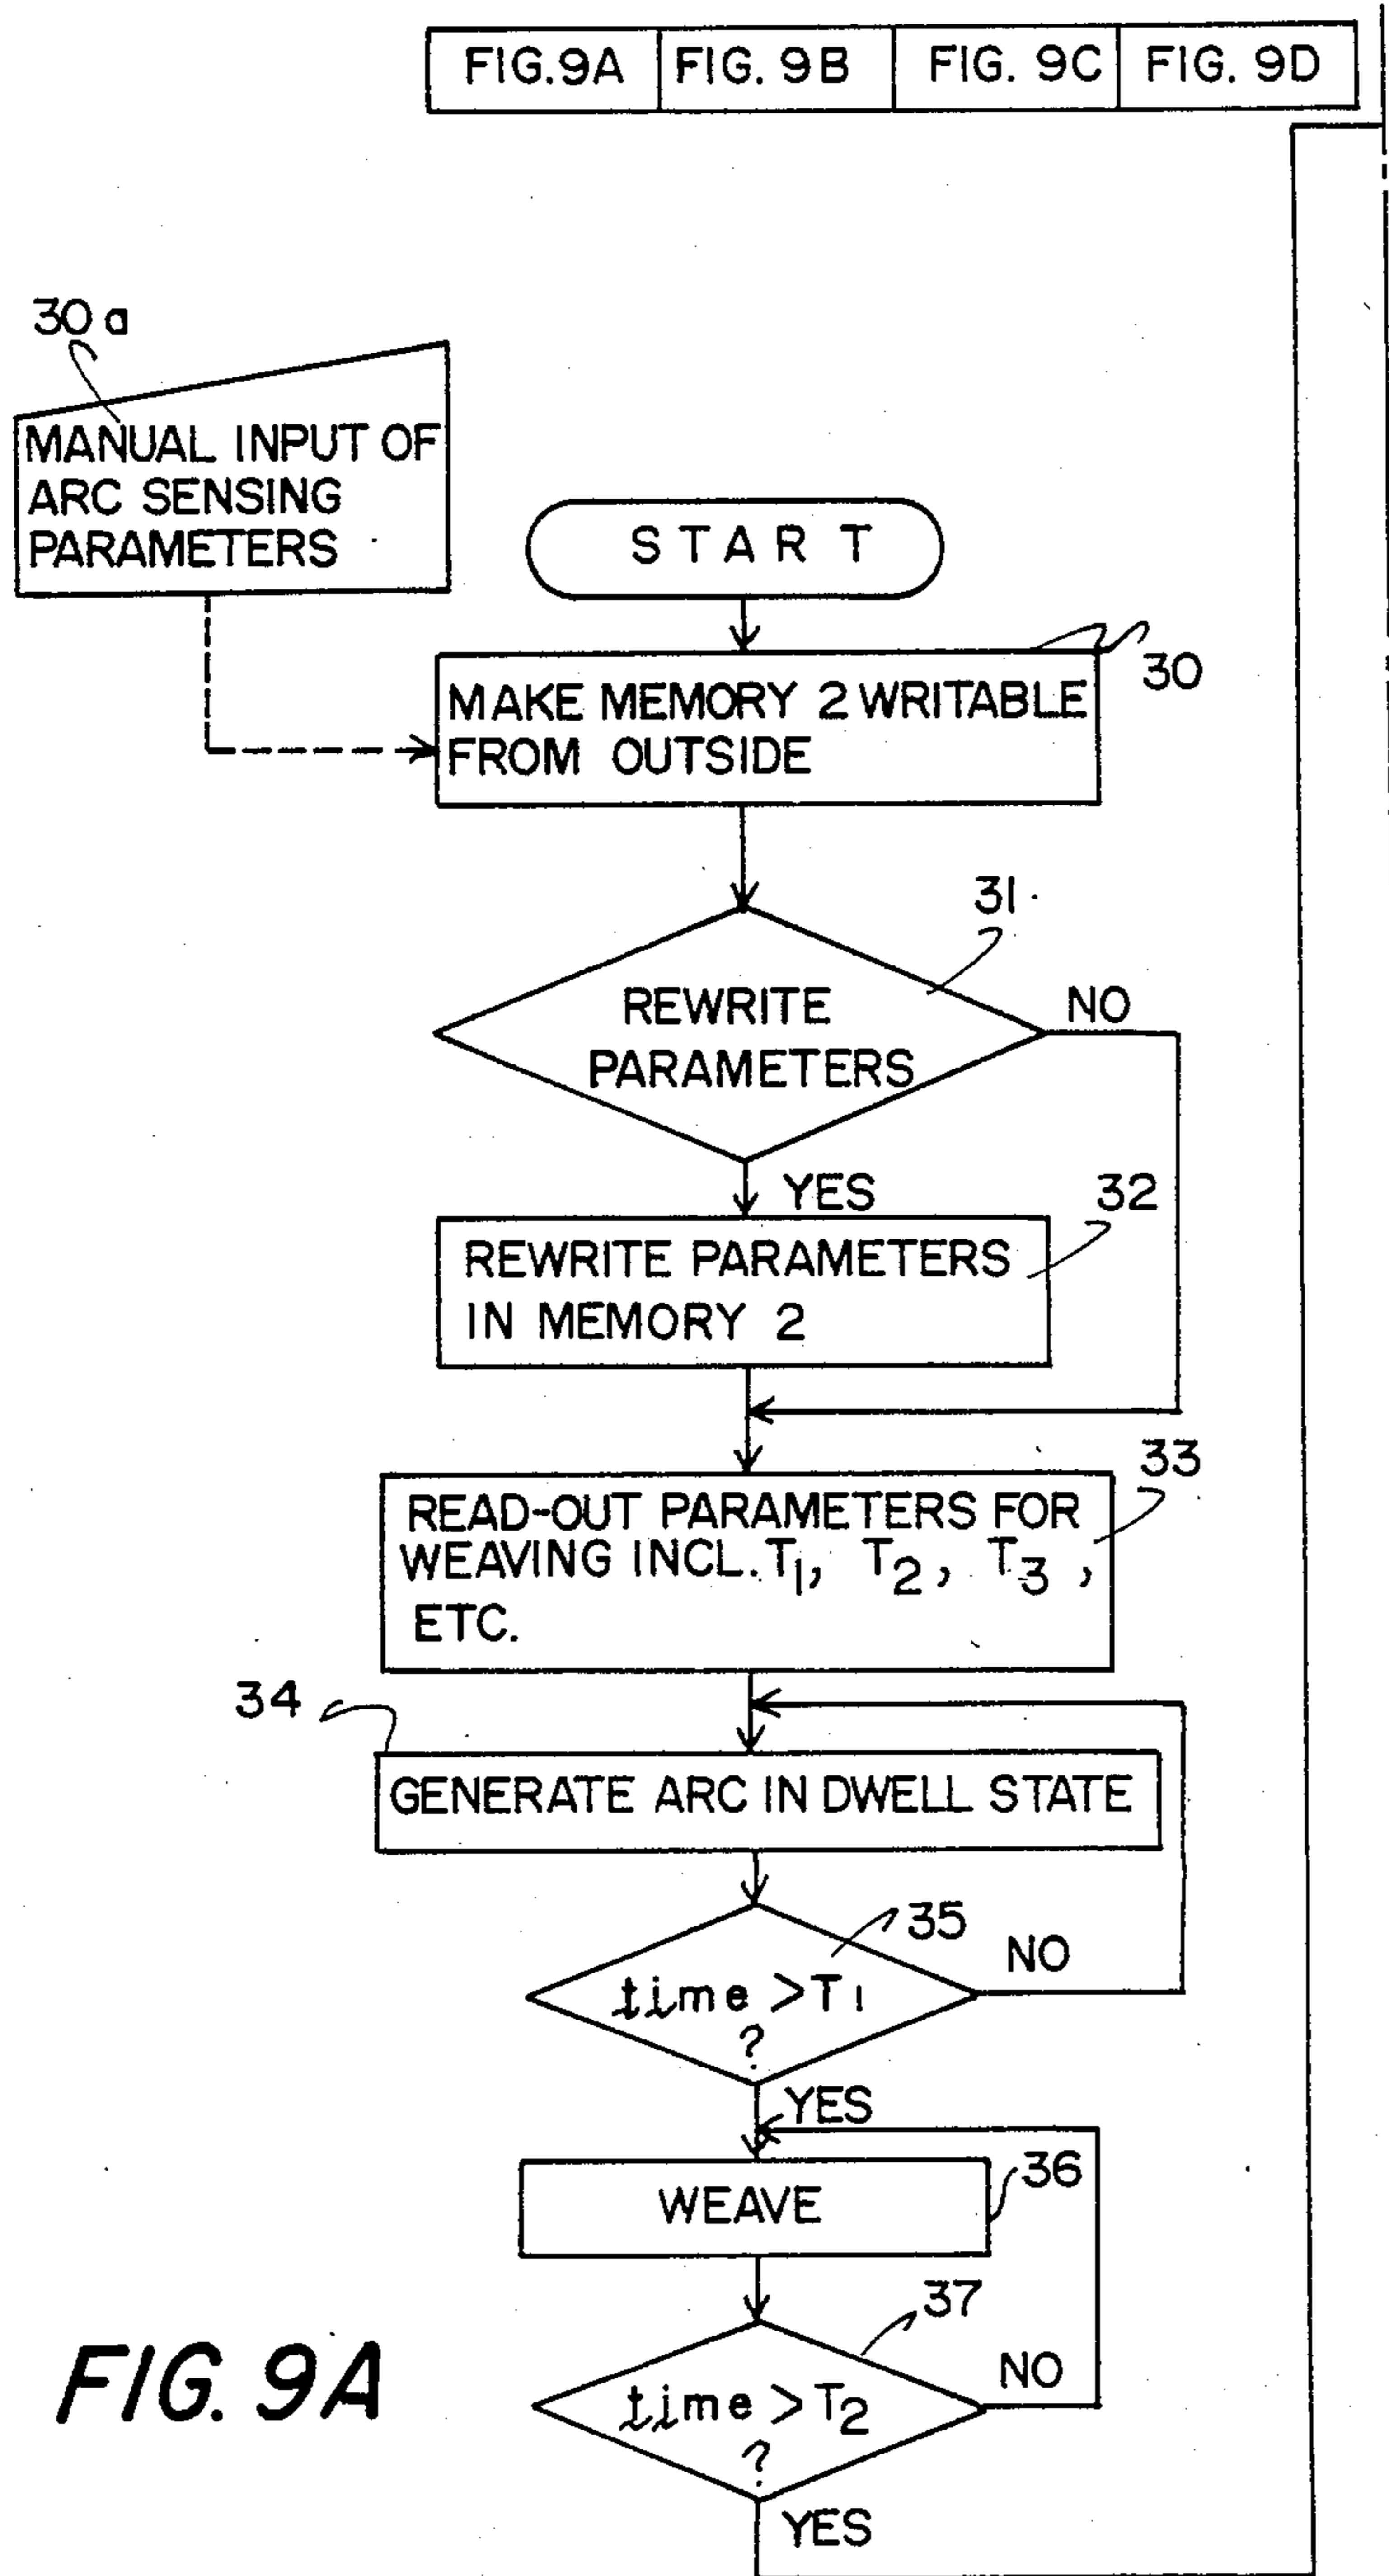 FIG.9A FIG. 9B FIG. 9C FIG. 9D
30a
MANUAL INPUT OF
ARC SENSING
PARAMETERS
START
30
MAKE MEMORY 2 WRITABLE
FROM OUTSIDE
31
REWRITE
PARAMETERS
NO
YES
32
REWRITE PARAMETERS
IN MEMORY 2
33
READ-OUT PARAMETERS FOR
WEAVING INCL. T1, T2, T3,
ETC.
34
GENERATE ARC IN DWELL STATE
35
time > T1
?
NO
YES
36
WEAVE
37
time > T2
?
NO
YES
FIG. 9A